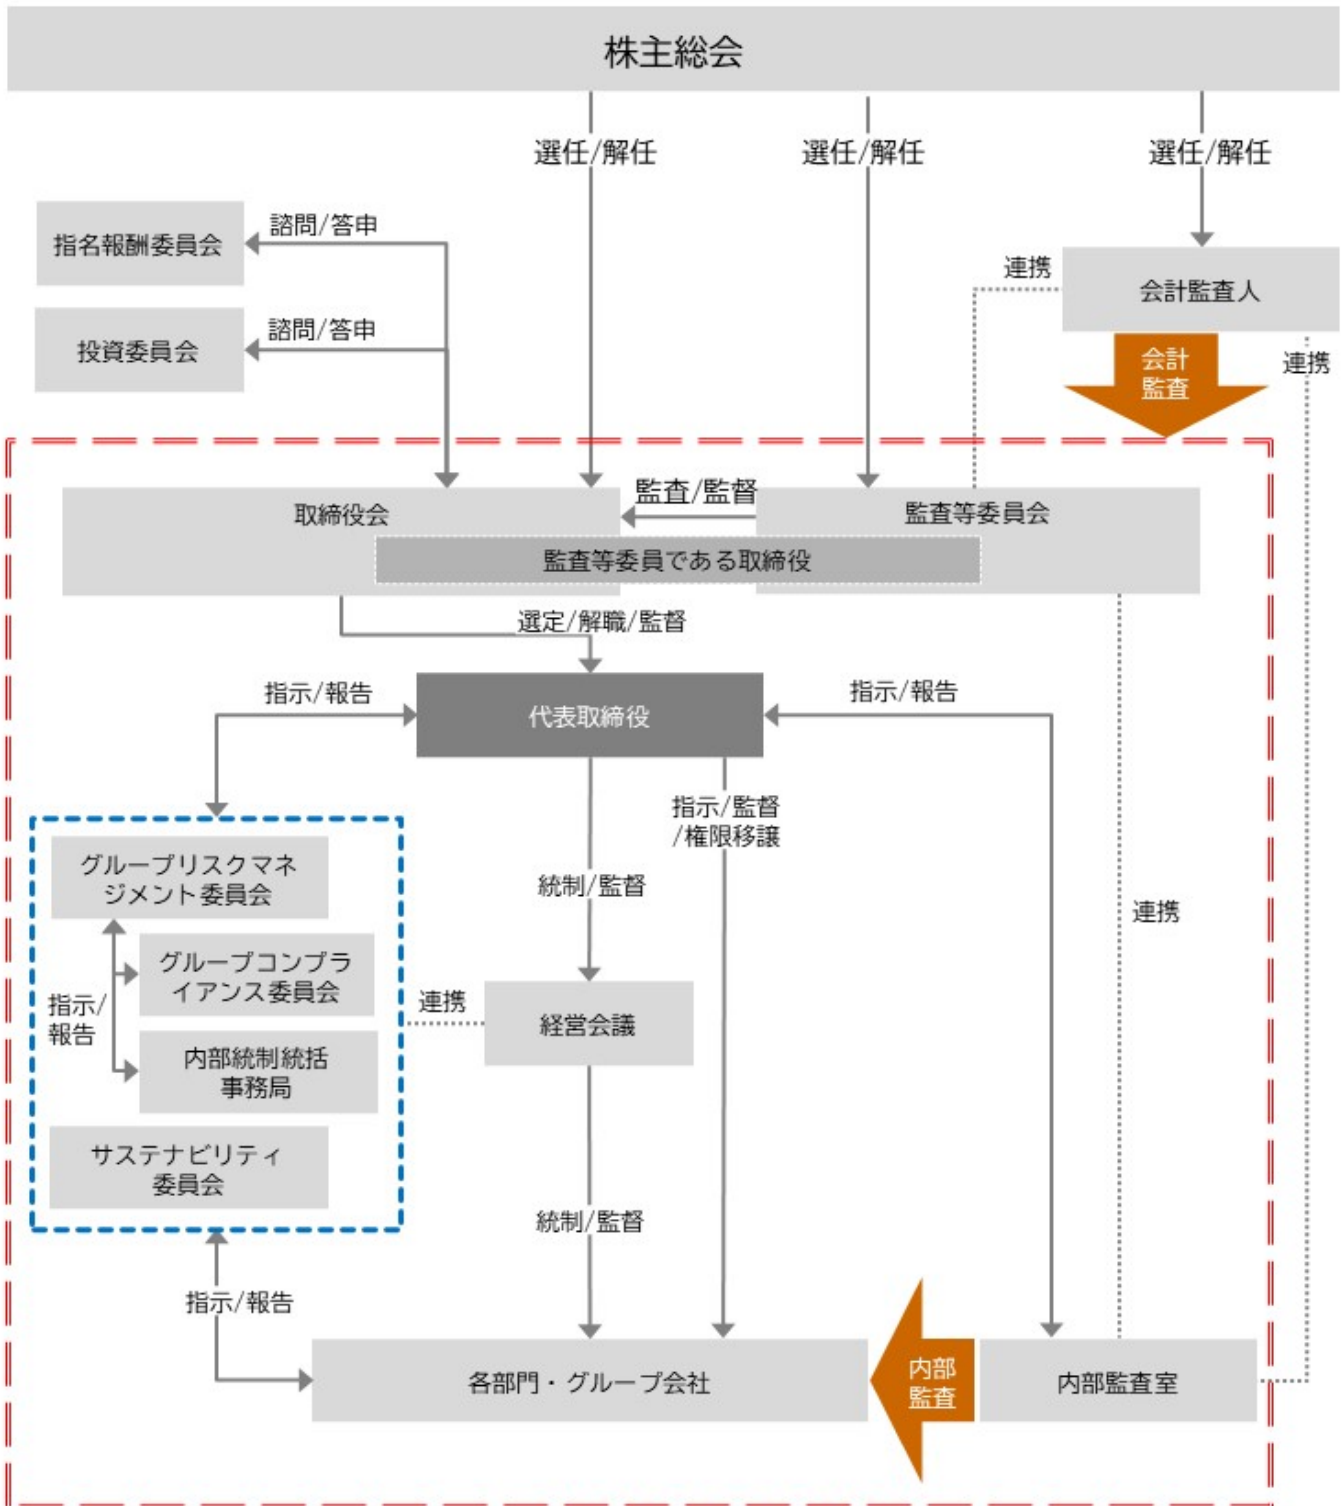 株主総会
選任/解任
選任/解任
選任/解任
指名報酬委員会
諮問/答申
投資委員会
諮問/答申
連携
会計監査人
会計
監査
連携
取締役会
監査/監督
監査等委員会
監査等委員である取締役
選定/解職/監督
指示/報告
代表取締役
指示/報告
指示/監督
/権限移譲
グループリスクマネ
ジメント委員会
統制/監督
グループコンプラ
イアンス委員会
指示/
報告
内部統制統括
事務局
連携
経営会議
連携
サステナビリティ
委員会
統制/監督
指示/報告
各部門・グループ会社
内部
監査
内部監査室